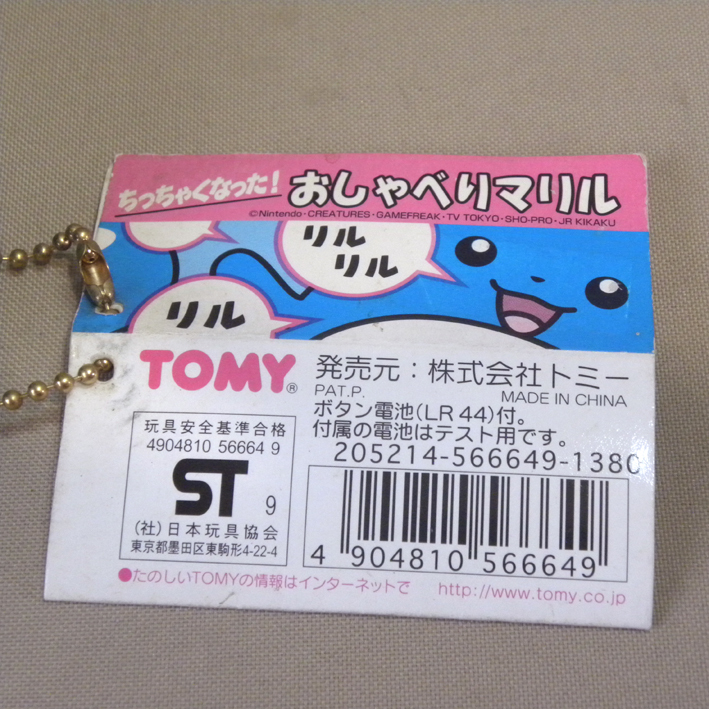 ちっちゃくなった!
おしゃべりマリル
©Nintendo・CREATURES・GAMEFREAK・TV TOKYO・SHO-PRO・JR KIKAKU
リル
リル
リル
TOMY®
発売元：株式会社トミー
PAT.P.
MADE IN CHINA
ボタン電池(LR44)付。
付属の電池はテスト用です。
205214-566649-1380
玩具安全基準合格
4904810 56664 9
ST 9
(社)日本玩具協会
東京都墨田区東駒形4-22-4
4 904810 566649
●たのしいTOMYの情報はインターネットで http://www.tomy.co.jp